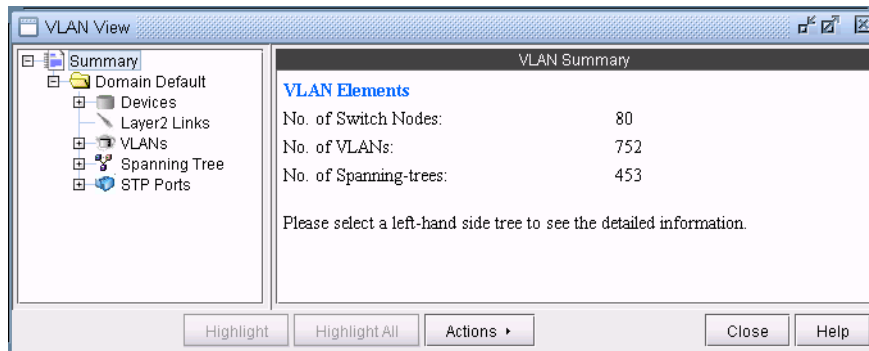 VLAN View
Summary
Domain Default
Devices
Layer2 Links
VLANs
Spanning Tree
STP Ports
VLAN Summary
VLAN Elements
No. of Switch Nodes: 80
No. of VLANs: 752
No. of Spanning-trees: 453
Please select a left-hand side tree to see the detailed information.
Highlight Highlight All Actions Close Help